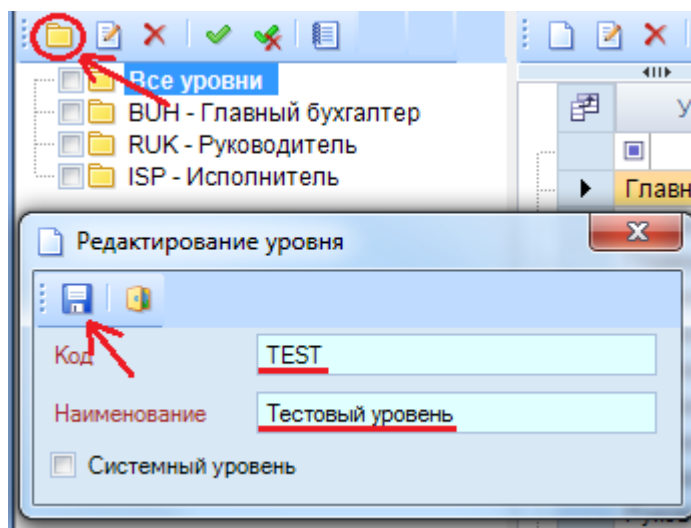 Все уровни
BUH - Главный бухгалтер
RUK - Руководитель
ISP - Исполнитель
У
Главн
Редактирование уровня
Код
TEST
Наименование
Тестовый уровень
Системный уровень